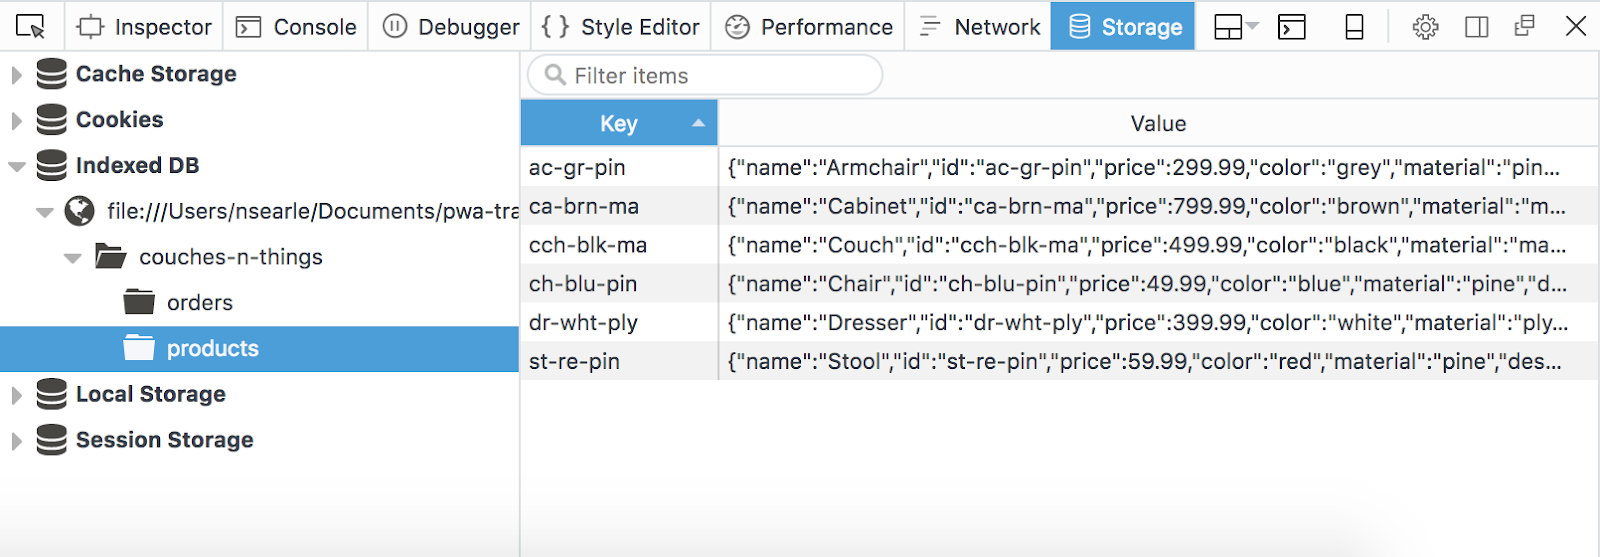 Inspector Console Debugger { } Style Editor Performance Network Storage
Cache Storage
Cookies
Indexed DB
file:///Users/nsearle/Documents/pwa-tra
couches-n-things
orders
products
Local Storage
Session Storage
Filter items
Key Value
ac-gr-pin {"name":"Armchair","id":"ac-gr-pin","price":299.99,"color":"grey","material":"pin...
ca-brn-ma {"name":"Cabinet","id":"ca-brn-ma","price":799.99,"color":"brown","material":"m...
cch-blk-ma {"name":"Couch","id":"cch-blk-ma","price":499.99,"color":"black","material":"ma...
ch-blu-pin {"name":"Chair","id":"ch-blu-pin","price":49.99,"color":"blue","material":"pine","d...
dr-wht-ply {"name":"Dresser","id":"dr-wht-ply","price":399.99,"color":"white","material":"ply...
st-re-pin {"name":"Stool","id":"st-re-pin","price":59.99,"color":"red","material":"pine","des...